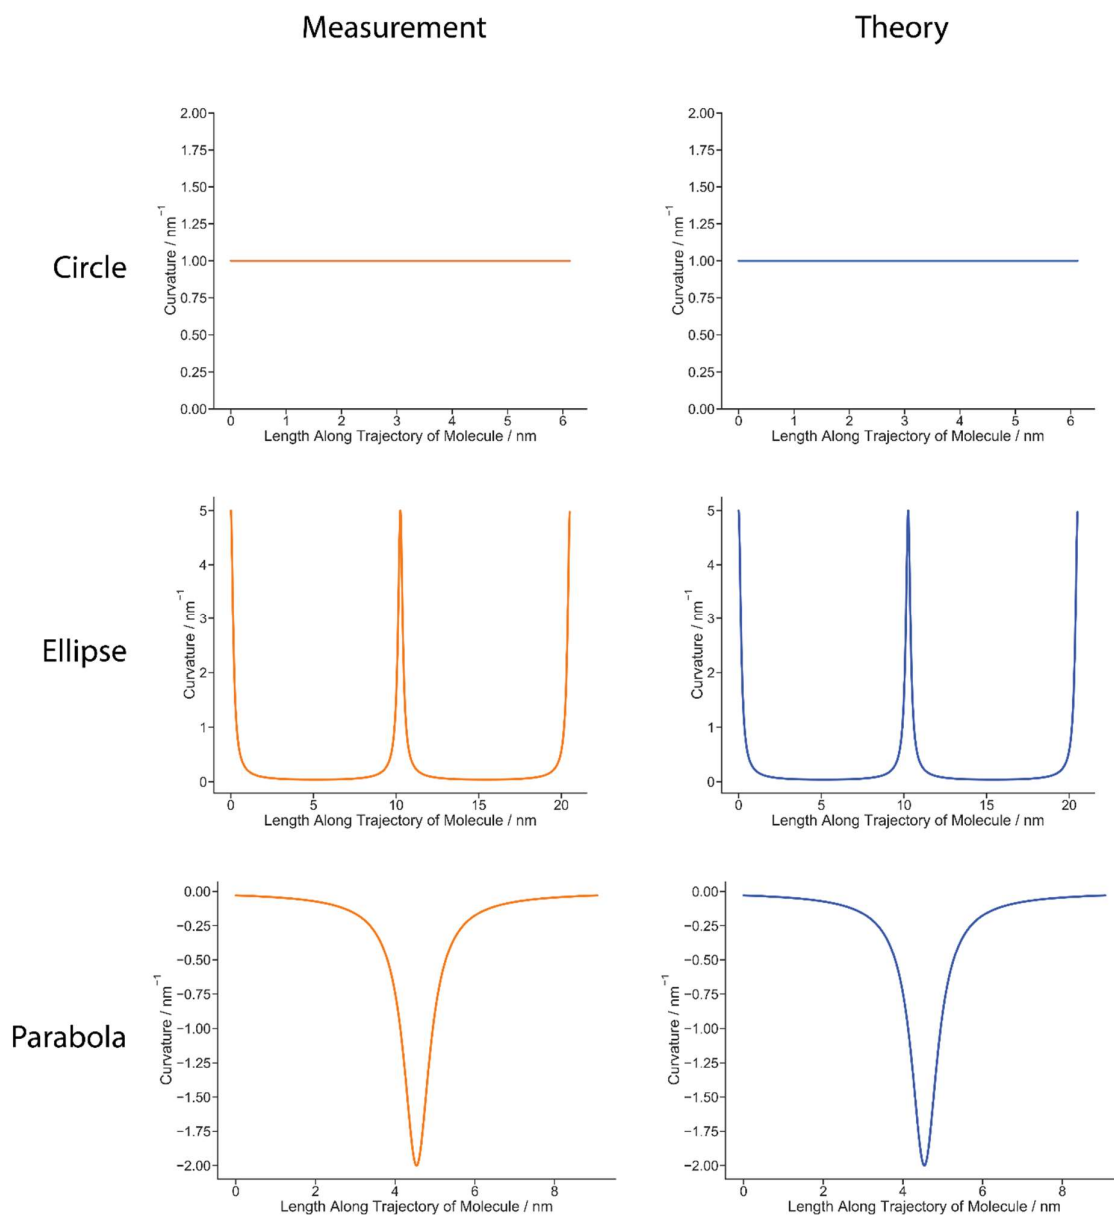 Measurement
Theory
Circle
Curvature / nm⁻¹
2.00
1.75
1.50
1.25
1.00
0.75
0.50
0.25
0.00
0 1 2 3 4 5 6
Length Along Trajectory of Molecule / nm
Curvature / nm⁻¹
2.00
1.75
1.50
1.25
1.00
0.75
0.50
0.25
0.00
0 1 2 3 4 5 6
Length Along Trajectory of Molecule / nm
Ellipse
Curvature / nm⁻¹
5
4
3
2
1
0
0 5 10 15 20
Length Along Trajectory of Molecule / nm
Curvature / nm⁻¹
5
4
3
2
1
0
0 5 10 15 20
Length Along Trajectory of Molecule / nm
Parabola
Curvature / nm⁻¹
0.00
−0.25
−0.50
−0.75
−1.00
−1.25
−1.50
−1.75
−2.00
0 2 4 6 8
Length Along Trajectory of Molecule / nm
Curvature / nm⁻¹
0.00
−0.25
−0.50
−0.75
−1.00
−1.25
−1.50
−1.75
−2.00
0 2 4 6 8
Length Along Trajectory of Molecule / nm